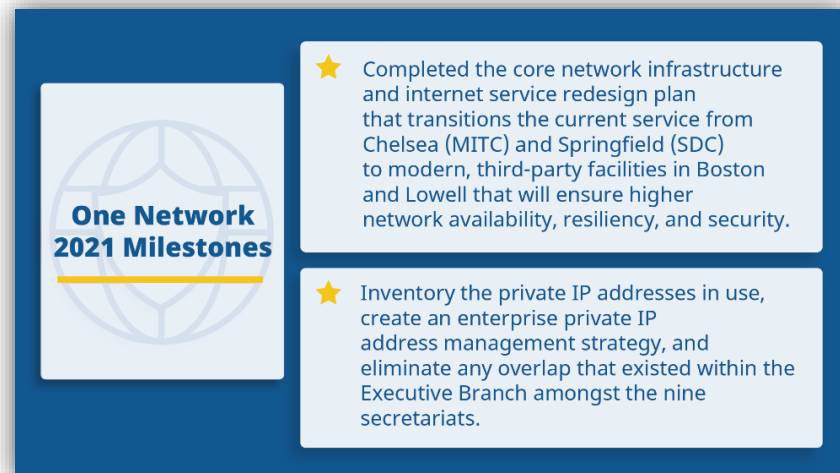 One Network
2021 Milestones
Completed the core network infrastructure
and internet service redesign plan
that transitions the current service from
Chelsea (MITC) and Springfield (SDC)
to modern, third-party facilities in Boston
and Lowell that will ensure higher
network availability, resiliency, and security.
Inventory the private IP addresses in use,
create an enterprise private IP
address management strategy, and
eliminate any overlap that existed within the
Executive Branch amongst the nine
secretariats.